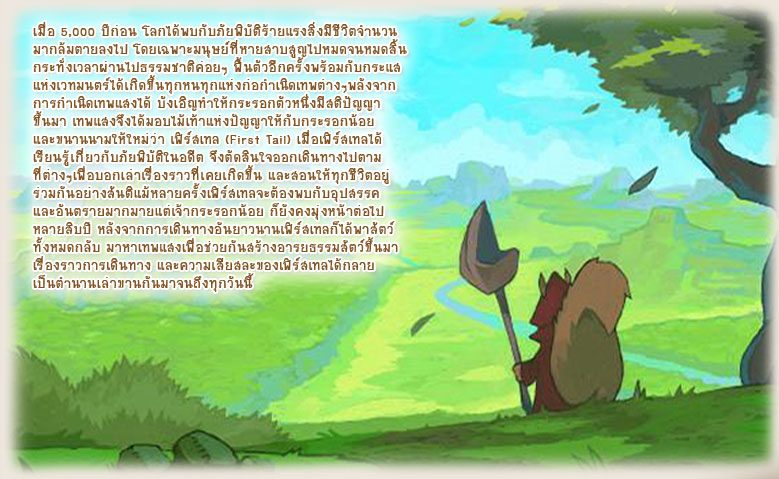 เมื่อ 5,000 ปีก่อน โลกได้พบกับภัยพิบัติร้ายแรงสิ่งมีชีวิตจำนวน
มากล้มตายลงไป โดยเฉพาะมนุษย์ที่หายสาบสูญไปหมดจนหมดสิ้น
กระทั่งเวลาผ่านไปธรรมชาติค่อยๆ ฟื้นตัวอีกครั้งพร้อมกับกระแส
แห่งเวทมนตร์ได้เกิดขึ้นทุกหนทุกแห่งก่อกำเนิดเทพต่างๆหลังจาก
การกำเนิดเทพแสงได้ บังเอิญทำให้กระรอกตัวหนึ่งมีสติปัญญา
ขึ้นมา เทพแสงจึงได้มอบไม้เท้าแห่งปัญญาให้กับกระรอกน้อย
และขนานนามให้ใหม่ว่า เฟิร์สเทล (First Tail) เมื่อเฟิร์สเทลได้
เรียนรู้เกี่ยวกับภัยพิบัติในอดีต จึงตัดสินใจออกเดินทางไปตาม
ที่ต่างๆเพื่อบอกเล่าเรื่องราวที่เคยเกิดขึ้น และสอนให้ทุกชีวิตอยู่
ร่วมกันอย่างสันติแม้หลายครั้งเฟิร์สเทลจะต้องพบกับอุปสรรค
และอันตรายมากมายแต่เจ้ากระรอกน้อย ก็ยังคงมุ่งหน้าต่อไป
หลายสิบปี หลังจากการเดินทางอันยาวนานเฟิร์สเทลก็ได้พาสัตว์
ทั้งหมดกลับ มาหาเทพแสงเพื่อช่วยกันสร้างอารยธรรมสัตว์ขึ้นมา
เรื่องราวการเดินทาง และความเสียสละของเฟิร์สเทลได้กลาย
เป็นตำนานเล่าขานกันมาจนถึงทุกวันนี้